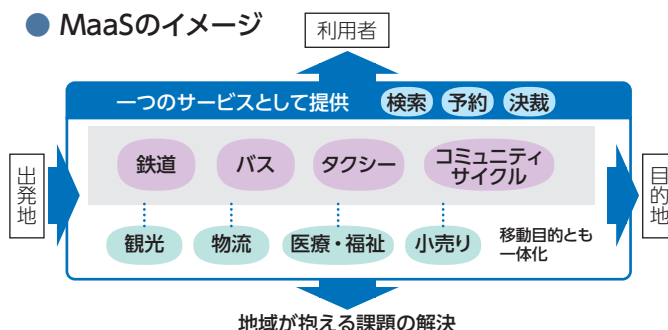 ● MaaSのイメージ
利用者
一つのサービスとして提供 検索 予約 決裁
出発地
鉄道 バス タクシー コミュニティ
サイクル
目的地
観光 物流 医療・福祉 小売り 移動目的とも
一体化
地域が抱える課題の解決